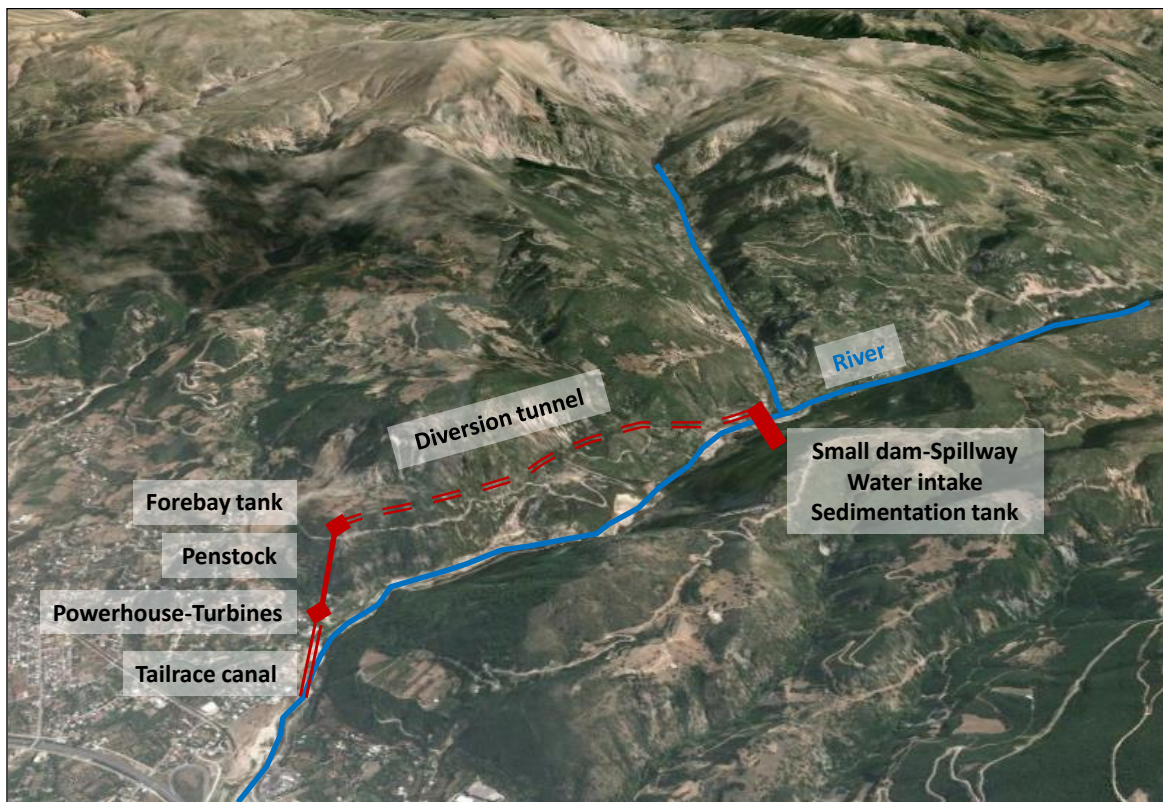 River
Diversion tunnel
Small dam-Spillway
Water intake
Sedimentation tank
Forebay tank
Penstock
Powerhouse-Turbines
Tailrace canal